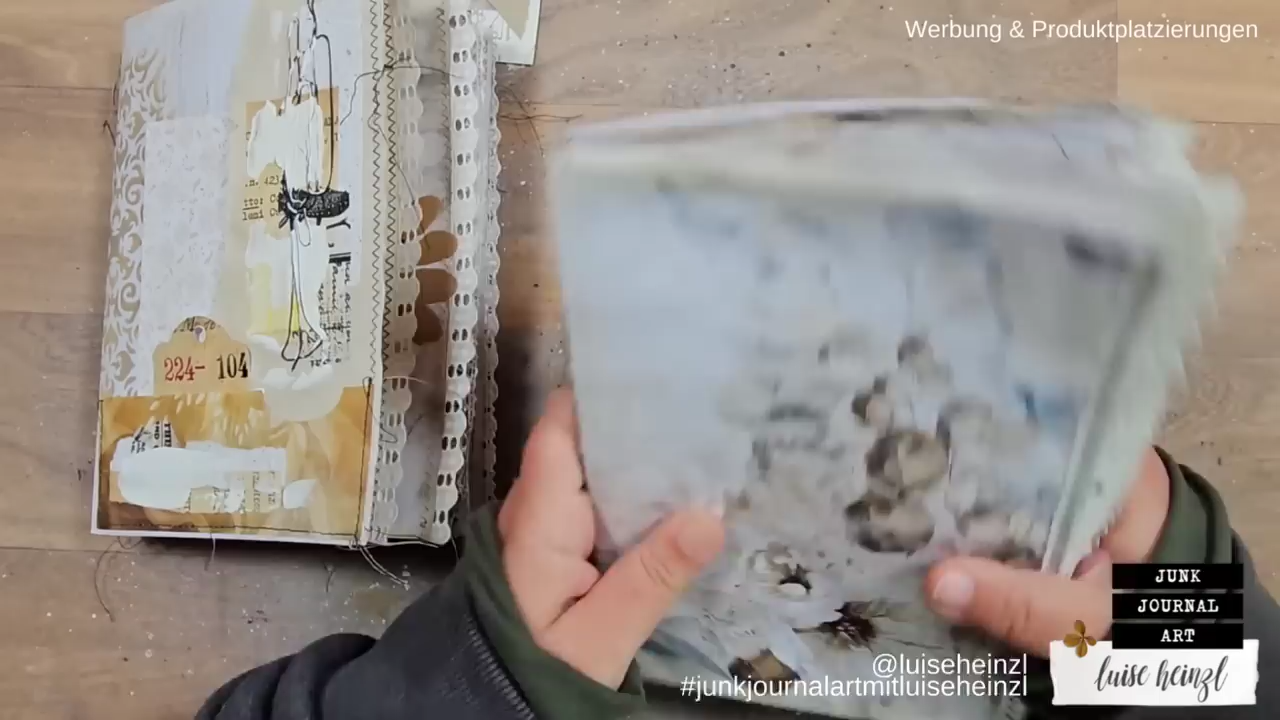 Werbung & Produktplatzierungen
224- 104
JUNK
JOURNAL
ART
luise heinzl
@luiseheinzl
#junkjournalartmitluiseheinzl